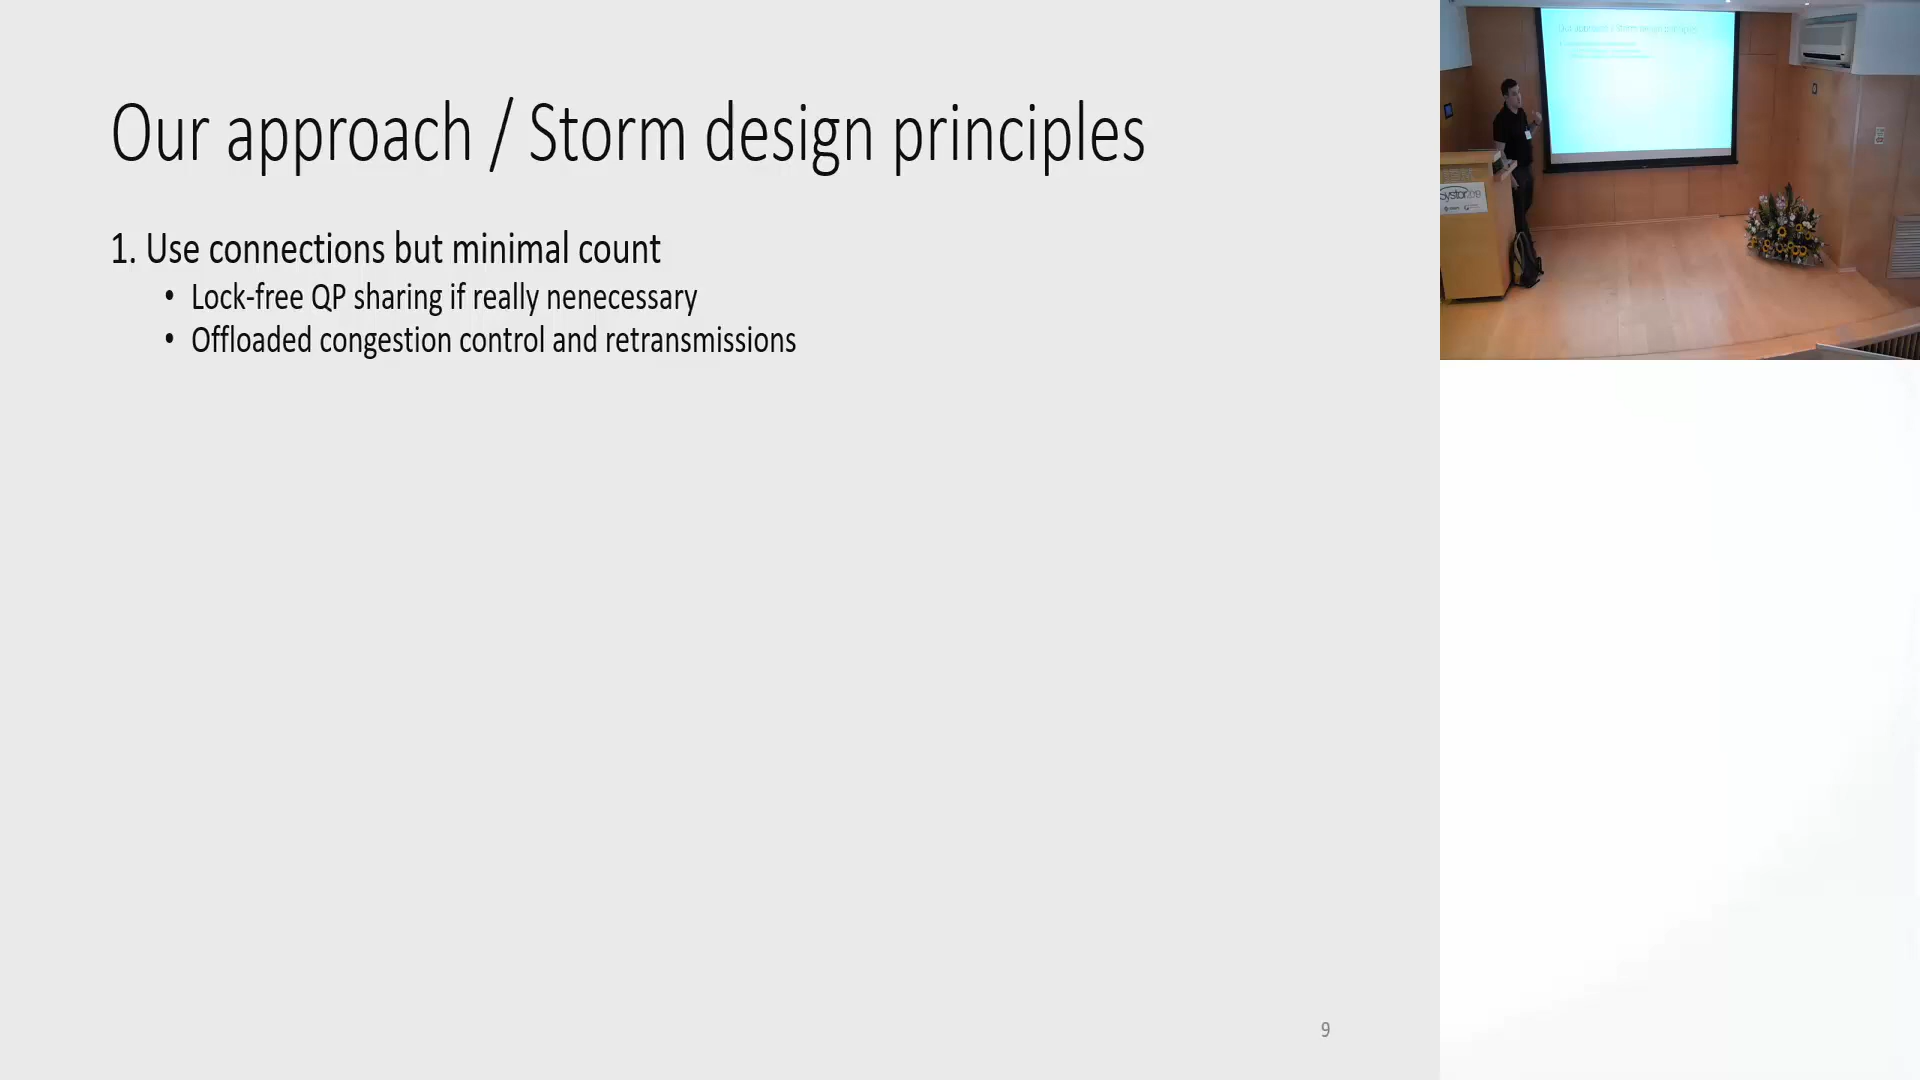 Our approach / Storm design principles
1. Use connections but minimal count
• Lock-free QP sharing if really nenecessary
• Offloaded congestion control and retransmissions
9